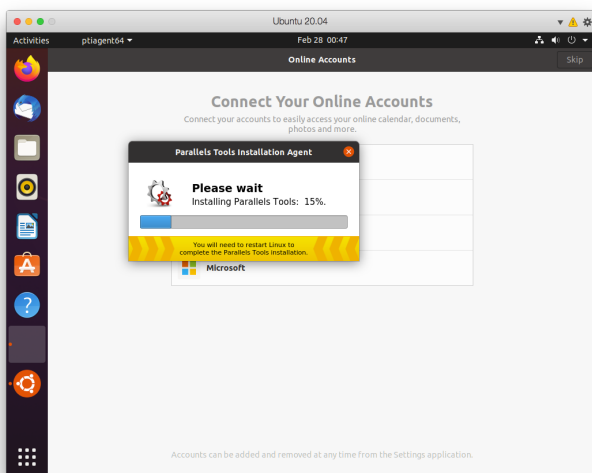 Ubuntu 20.04
Activities
ptiagent64
Feb 28 00:47
Online Accounts
Skip
Connect Your Online Accounts
Connect your accounts to easily access your online calendar, documents,
photos and more.
Parallels Tools Installation Agent
Please wait
Installing Parallels Tools: 15%.
You will need to restart Linux to
complete the Parallels Tools installation.
Microsoft
Accounts can be added and removed at any time from the Settings application.